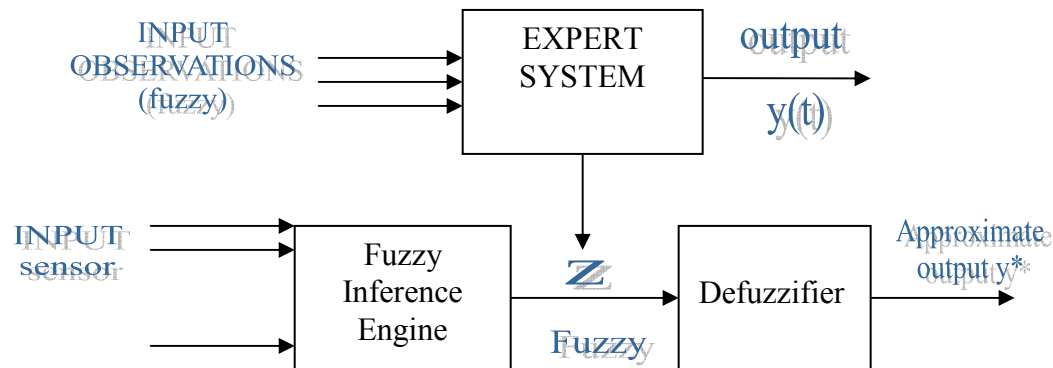 INPUT
OBSERVATIONS
(fuzzy)
EXPERT
SYSTEM
output
y(t)
INPUT
sensor
Fuzzy
Inference
Engine
Z
Fuzzy
Defuzzifier
Approximate
output y*